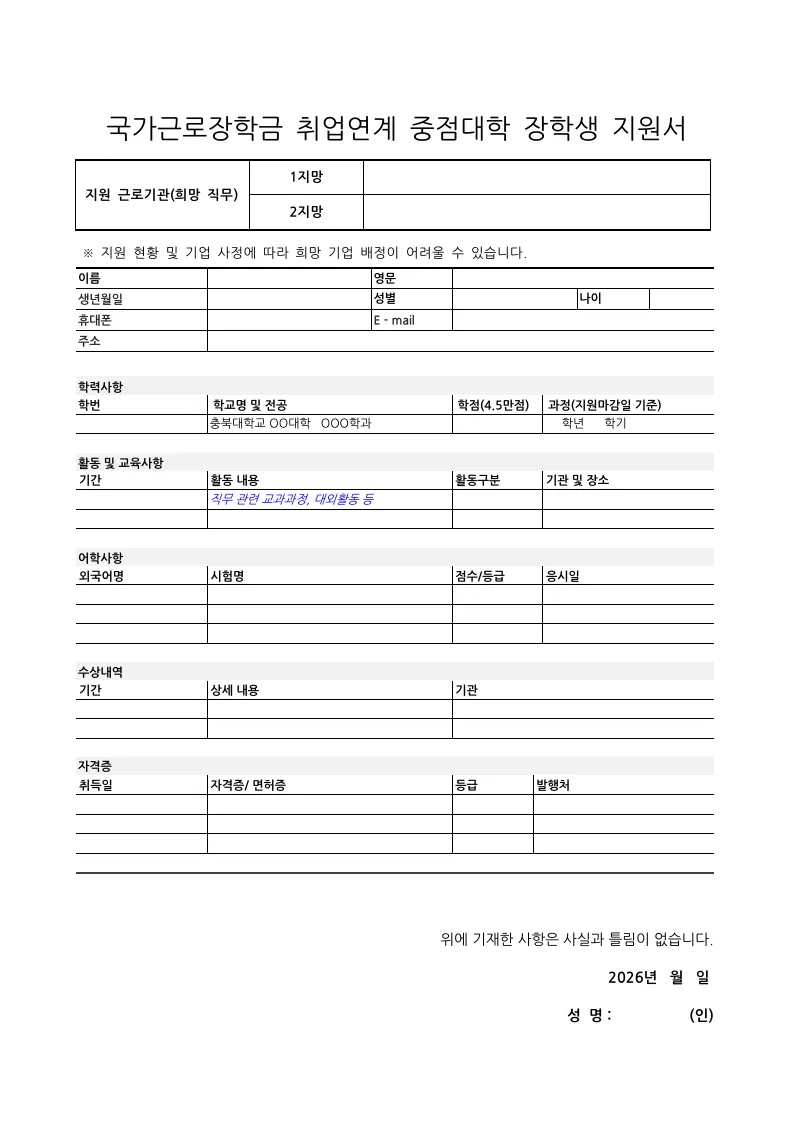 국가근로장학금 취업연계 중점대학 장학생 지원서
지원 근로기관(희망 직무)
1지망
2지망
※ 지원 현황 및 기업 사정에 따라 희망 기업 배정이 어려울 수 있습니다.
이름 영문
생년월일 성별 나이
휴대폰 E - mail
주소
학력사항
학번 학교명 및 전공 학점(4.5만점) 과정(지원마감일 기준)
충북대학교 OO대학 OOO학과 학년 학기
활동 및 교육사항
기간 활동 내용 활동구분 기관 및 장소
직무 관련 교과과정, 대외활동 등
어학사항
외국어명 시험명 점수/등급 응시일
수상내역
기간 상세 내용 기관
자격증
취득일 자격증/ 면허증 등급 발행처
위에 기재한 사항은 사실과 틀림이 없습니다.
2026년 월 일
성 명 : (인)